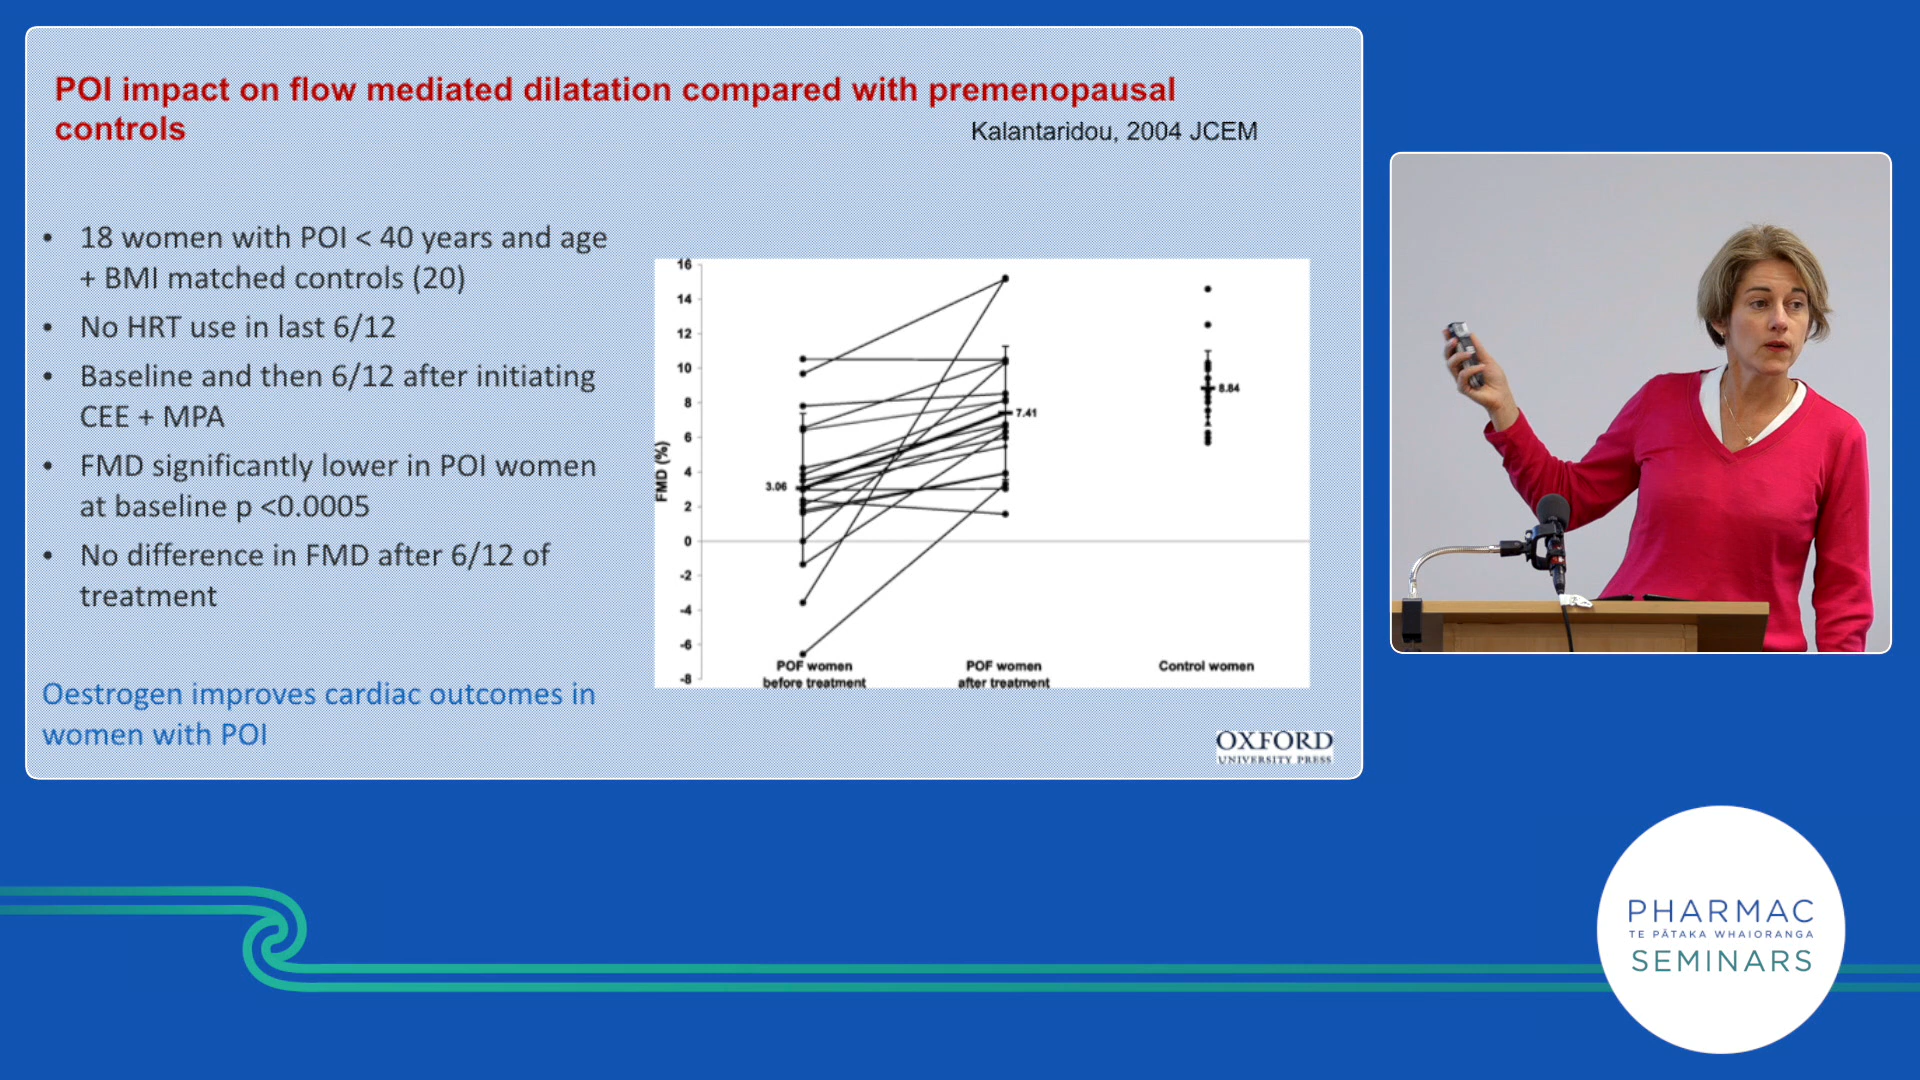 POI impact on flow mediated dilatation compared with premenopausal
controls
Kalantaridou, 2004 JCEM
• 18 women with POI < 40 years and age
+ BMI matched controls (20)
• No HRT use in last 6/12
• Baseline and then 6/12 after initiating
CEE + MPA
• FMD significantly lower in POI women
at baseline p <0.0005
• No difference in FMD after 6/12 of
treatment
Oestrogen improves cardiac outcomes in
women with POI
FMD (%)
16
14
12
10
8
6
4
2
0
-2
-4
-6
-8
3.06
7.41
8.84
POF women
before treatment
POF women
after treatment
Control women
OXFORD
UNIVERSITY PRESS
PHARMAC
TE PĀTAKA WHAIORANGA
SEMINARS